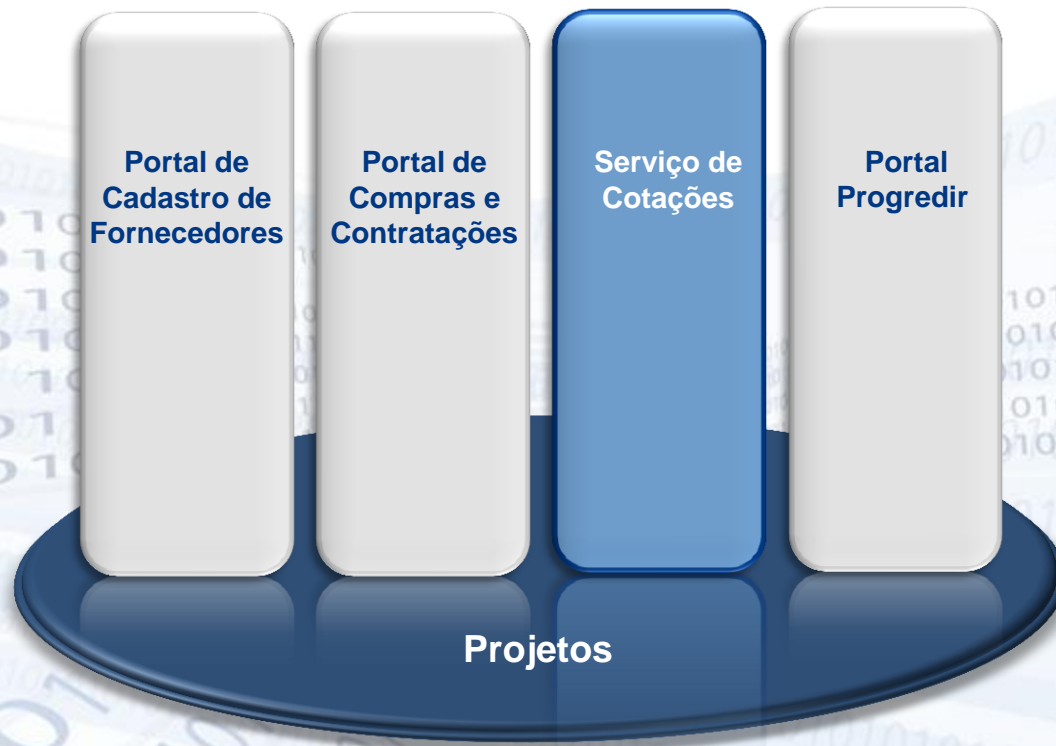 Portal de
Cadastro de
Fornecedores
Portal de
Compras e
Contratações
Serviço de
Cotações
Portal
Progredir
Projetos